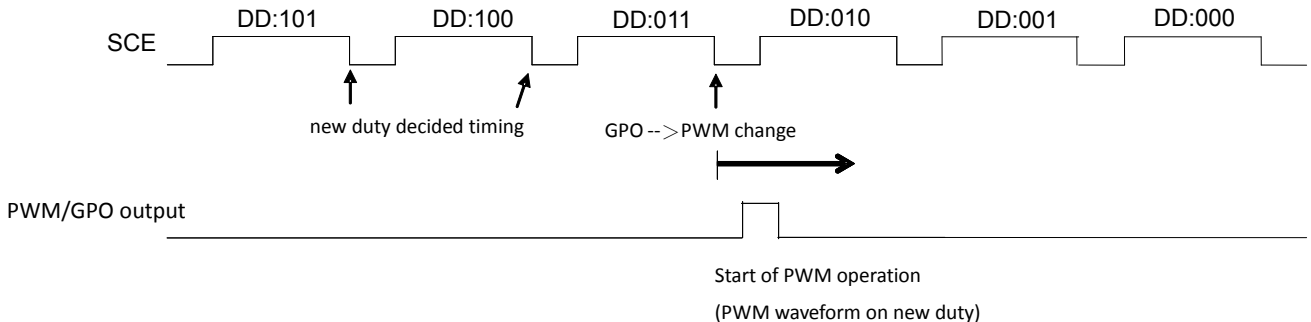 DD:101 DD:100 DD:011 DD:010 DD:001 DD:000
SCE
new duty decided timing
GPO -->PWM change
PWM/GPO output
Start of PWM operation
(PWM waveform on new duty)